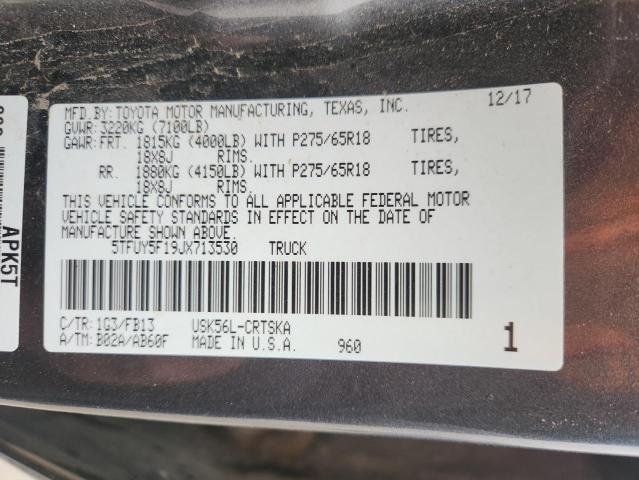 MFD.BY:TOYOTA MOTOR MANUFACTURING, TEXAS, INC. 12/17
GVWR:3220KG (7100LB)
GAWR:FRT. 1815KG (4000LB) WITH P275/65R18 TIRES,
18X8J RIMS.
RR. 1880KG (4150LB) WITH P275/65R18 TIRES,
18X8J RIMS.
THIS VEHICLE CONFORMS TO ALL APPLICABLE FEDERAL MOTOR
VEHICLE SAFETY STANDARDS IN EFFECT ON THE DATE OF
MANUFACTURE SHOWN ABOVE.
5TFUY5F19JX713530 TRUCK
C/TR:1G3/FB13 USK56L-CRTSKA
A/TM:B02A/AB60F MADE IN U.S.A. 960 1
APK5T